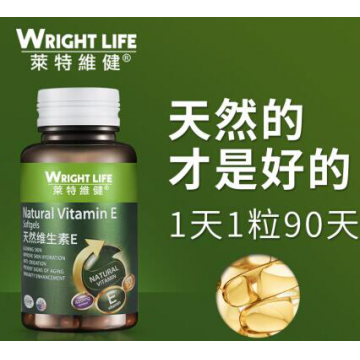 WRIGHT LIFE
萊特維健®
天然的
才是好的
1天1粒90天
WRIGHT LIFE
萊特維健®
Natural Vitamin E
Softgels
天然维生素E
NATURAL
VITAMIN
E